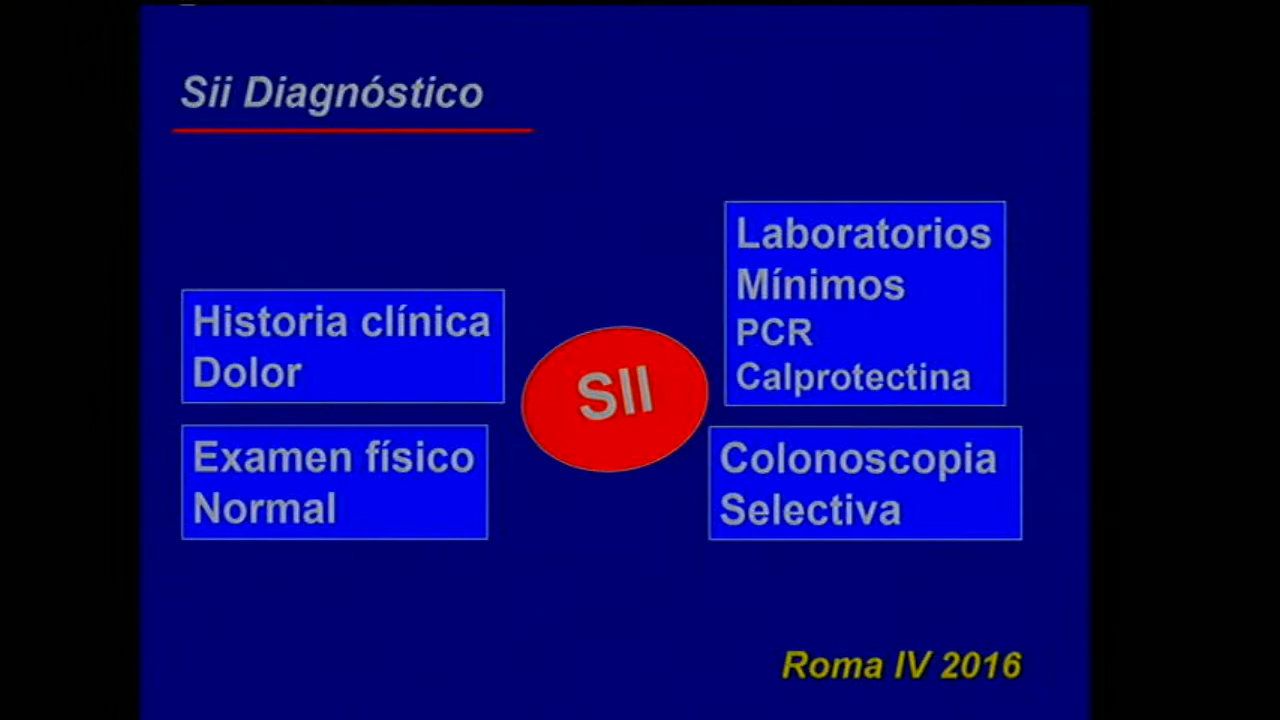 Sii Diagnóstico
Historia clínica
Dolor
Examen físico
Normal
SII
Laboratorios
Mínimos
PCR
Calprotectina
Colonoscopia
Selectiva
Roma IV 2016